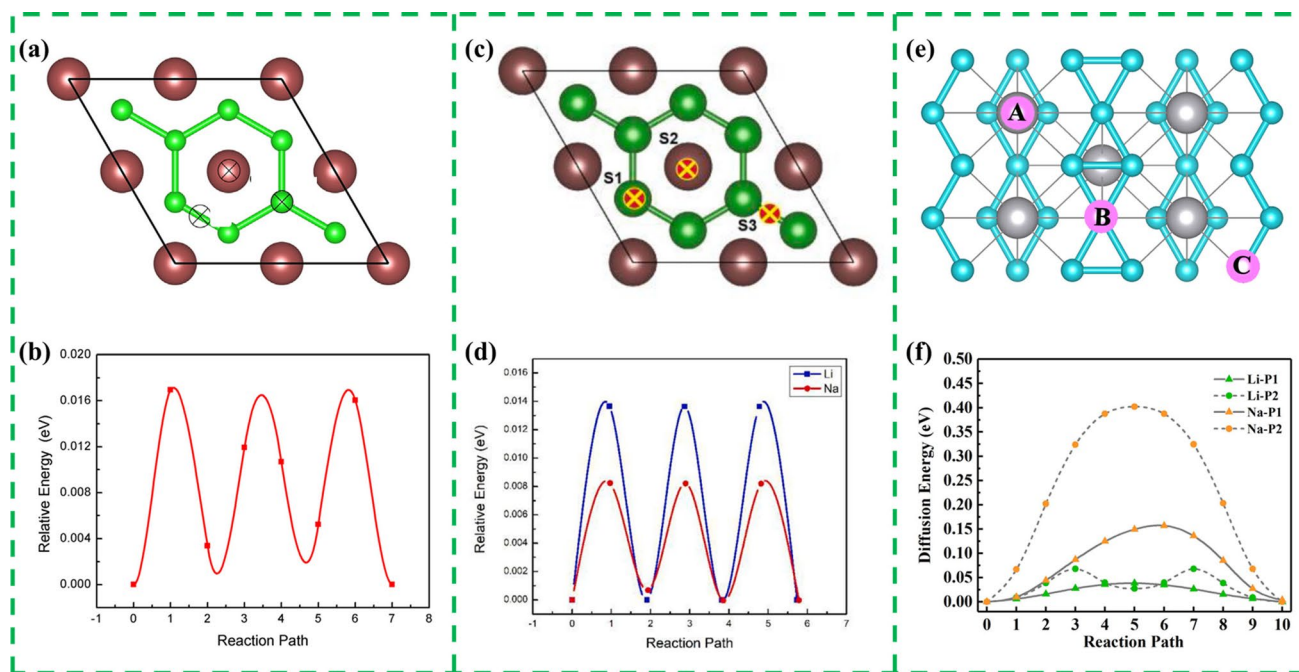 (a)
(b)
0.020
0.016
0.012
0.008
0.004
0.000
Relative Energy (eV)
-1 0 1 2 3 4 5 6 7 8
Reaction Path
(c)
S2
S1
S3
(d)
0.016
0.014
0.012
0.010
0.008
0.006
0.004
0.002
0.000
Relative Energy (eV)
Li
Na
-1 0 1 2 3 4 5 6 7
Reaction Path
(e)
A
B
C
(f)
0.50
0.45
0.40
0.35
0.30
0.25
0.20
0.15
0.10
0.05
0.00
Diffusion Energy (eV)
Li-P1
Li-P2
Na-P1
Na-P2
0 1 2 3 4 5 6 7 8 9 10
Reaction Path